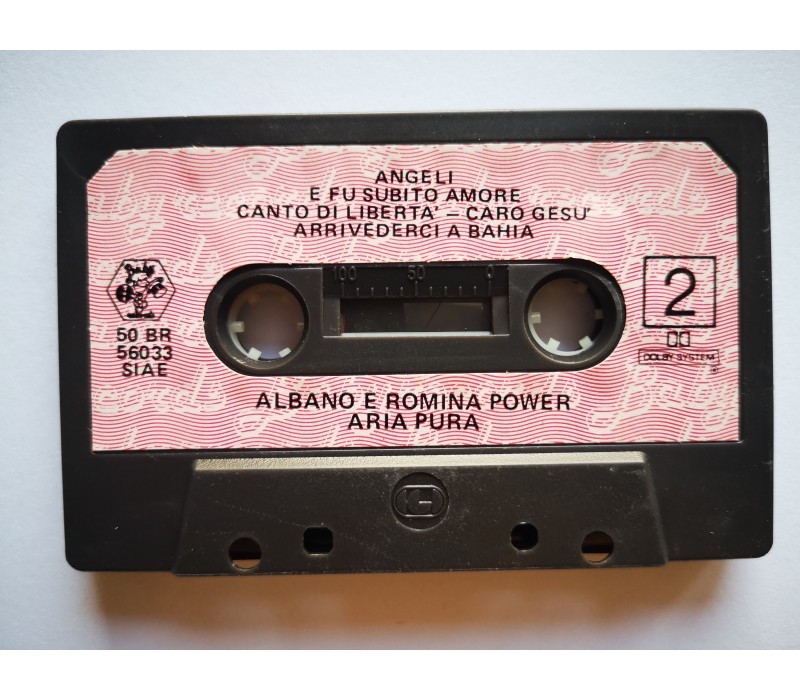 ANGELI
E FU SUBITO AMORE
CANTO DI LIBERTA' – CARO GESU'
ARRIVEDERCI A BAHIA
100 50 0
Baby
50 BR
56033
SIAE
2
DOLBY SYSTEM
®
ALBANO E ROMINA POWER
ARIA PURA
G